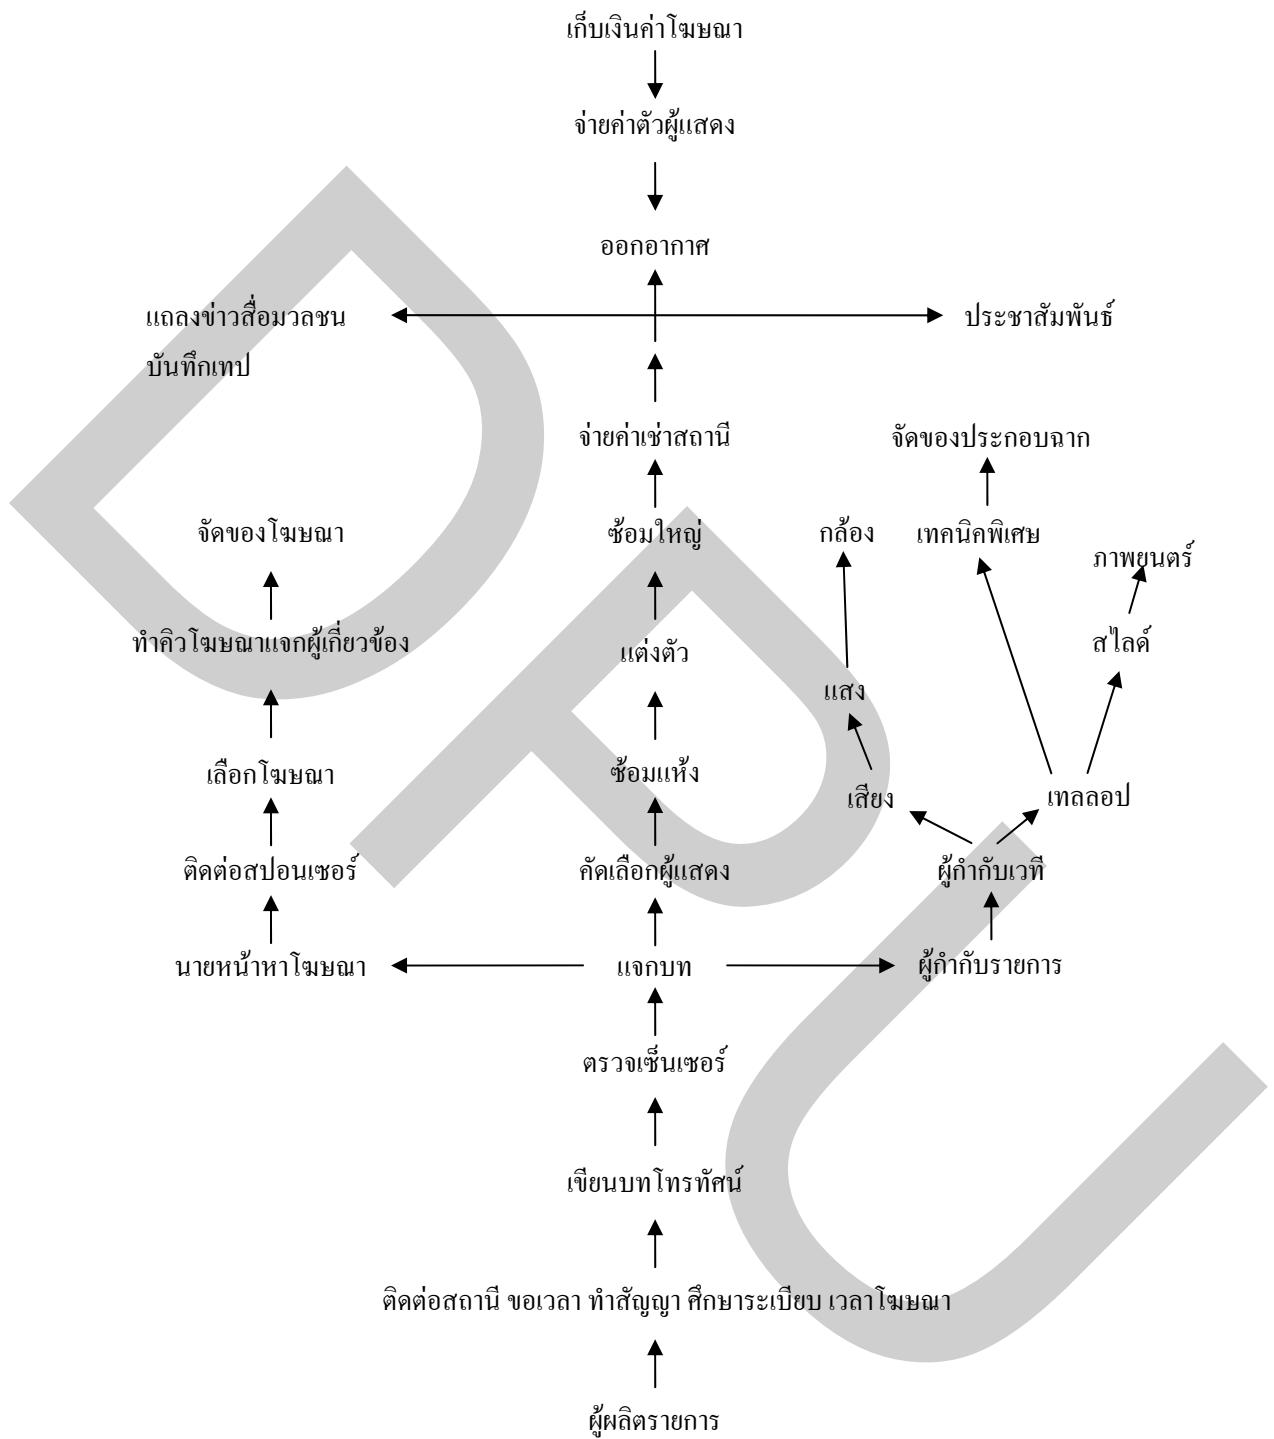 เก็บเงินค่าโฆษณา
จ่ายค่าตัวผู้แสดง
ออกอากาศ
แถลงข่าวสื่อมวลชน
ประชาสัมพันธ์
บันทึกเทป
จ่ายค่าเช่าสถานี
จัดของประกอบฉาก
จัดของโฆษณา
ซ้อมใหญ่
กล้อง
เทคนิคพิเศษ
ภาพยนตร์
ทำคิวโฆษณาแจกผู้เกี่ยวข้อง
แต่งตัว
สไลด์
แสง
เลือกโฆษณา
ซ้อมแห้ง
เสียง
เทลลอป
ติดต่อสปอนเซอร์
คัดเลือกผู้แสดง
ผู้กำกับเวที
นายหน้าหาโฆษณา
แจกบท
ผู้กำกับรายการ
ตรวจเซ็นเซอร์
เขียนบทโทรทัศน์
ติดต่อสถานี ขอเวลา ทำสัญญา ศึกษาระเบียบ เวลาโฆษณา
ผู้ผลิตรายการ
DPU